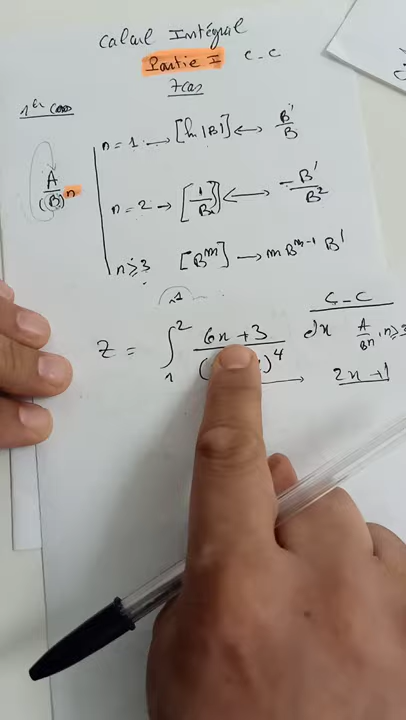 Calcul Intégral
Partie I C-C
7cas
1er cas
n = 1 → [ln|B|] ↔ B'/B
A/(B)^n
n = 2 → [1/B] ↔ -B'/B²
n ≥ 3 [B^m] → m B^(m-1) B'
C-C
Z = ∫₁² (6x + 3)/( )⁴ dx A/B^n, n ≥ 3
→ 2x + 1